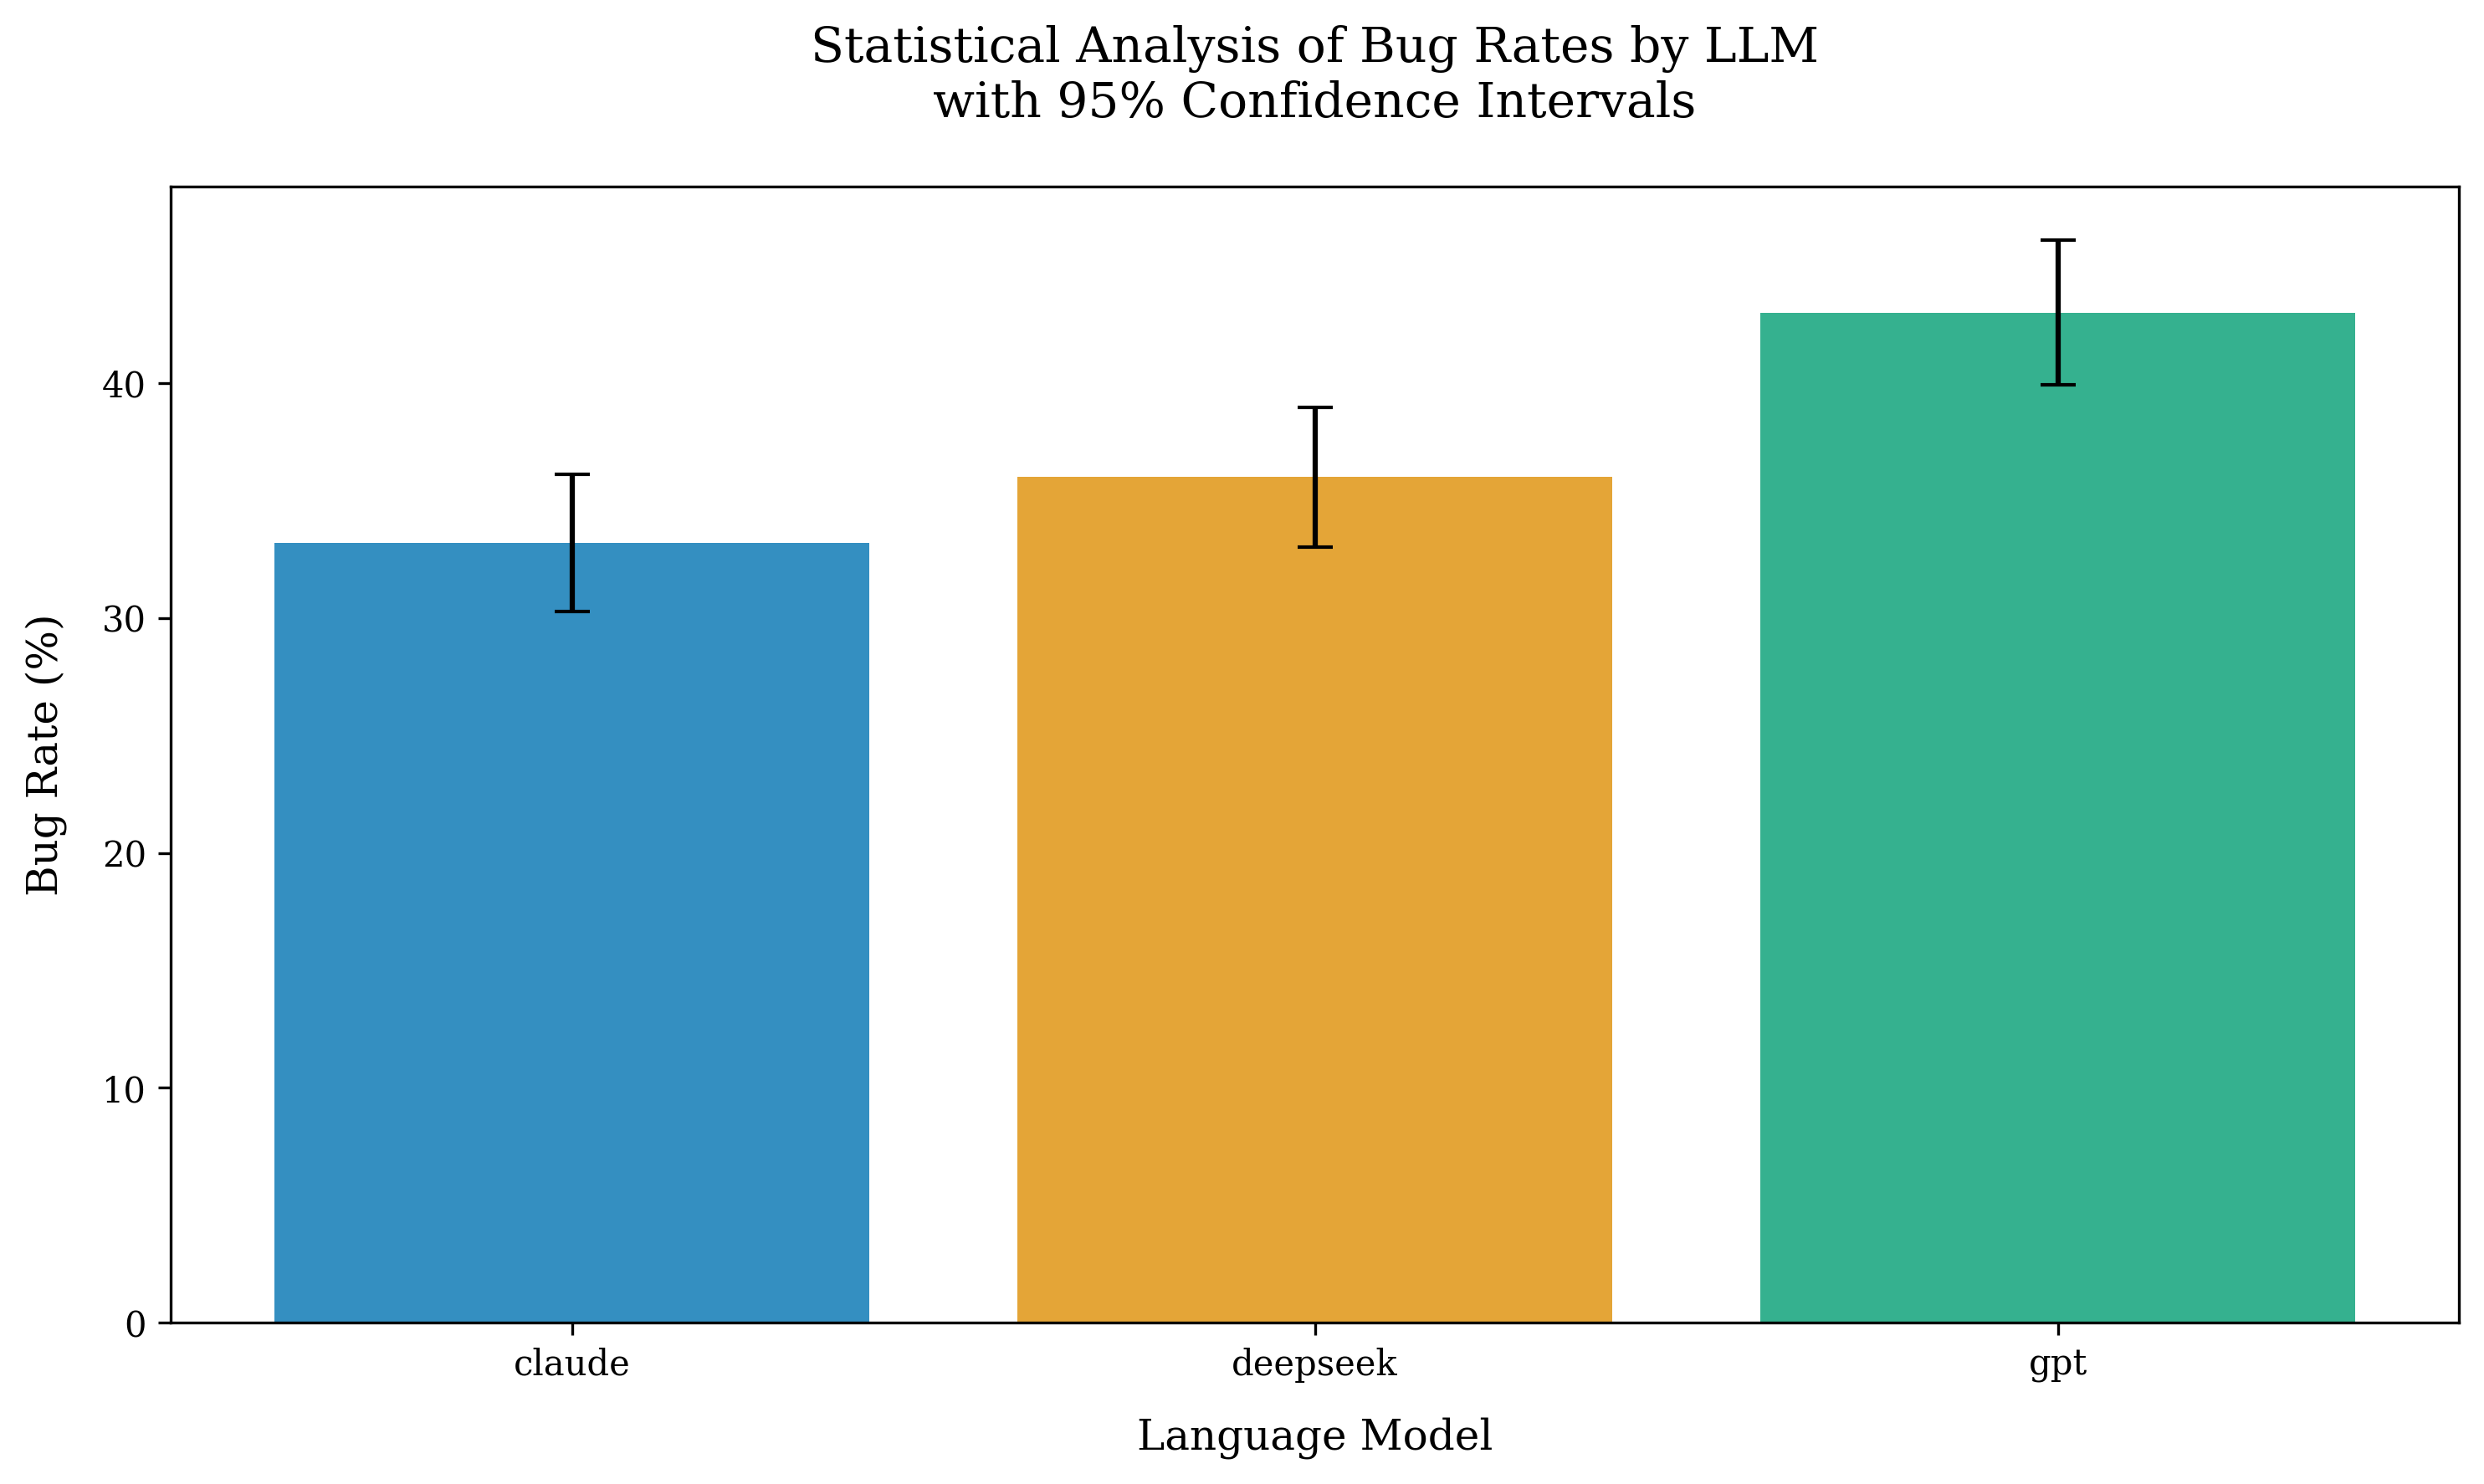 Statistical Analysis of Bug Rates by LLM
with 95% Confidence Intervals
Bug Rate (%)
40
30
20
10
0
claude
deepseek
gpt
Language Model